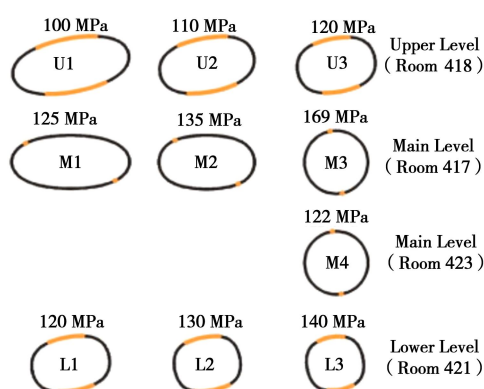 100 MPa 110 MPa 120 MPa
U1 U2 U3 Upper Level
( Room 418)
125 MPa 135 MPa 169 MPa
M1 M2 M3 Main Level
( Room 417)
122 MPa
M4 Main Level
( Room 423)
120 MPa 130 MPa 140 MPa
L1 L2 L3 Lower Level
( Room 421)